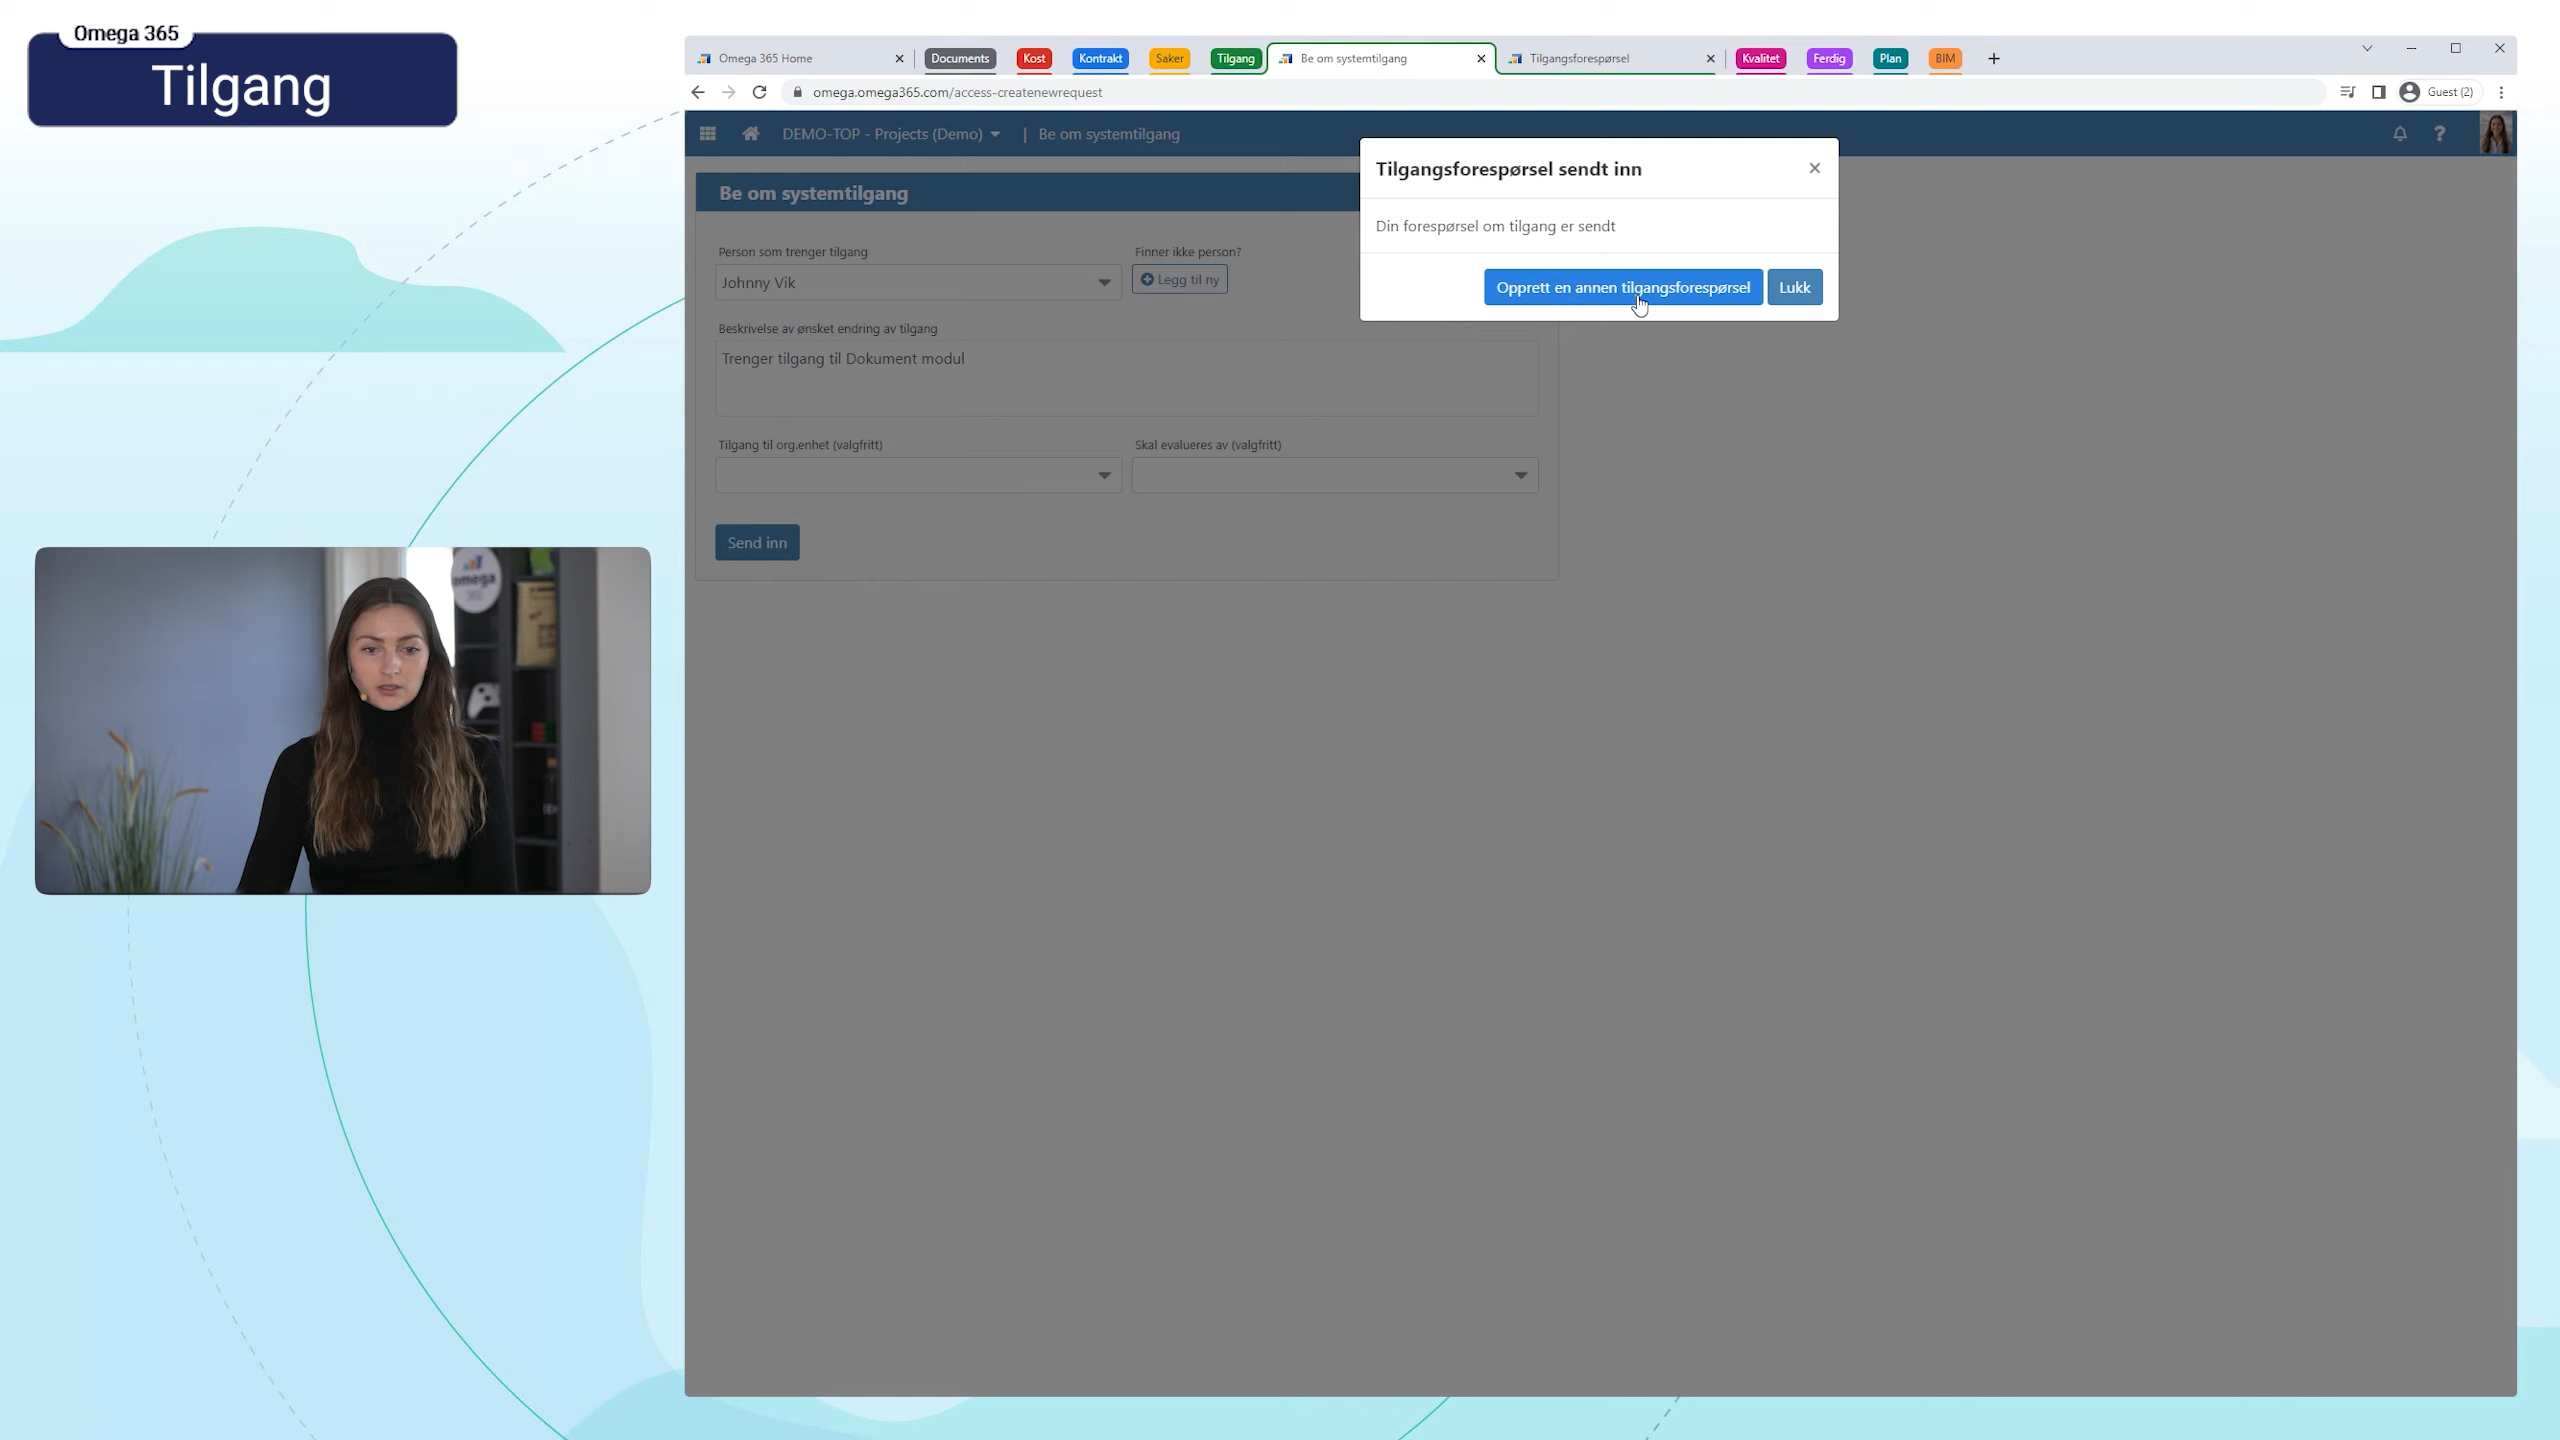 Omega 365
Tilgang
Omega 365 Home
Documents
Kost
Kontrakt
Saker
Tilgang
Be om systemtilgang
Tilgangsforespørsel
Kvalitet
Ferdig
Plan
BIM
omega.omega365.com/access-createnewrequest
Guest (2)
DEMO-TOP - Projects (Demo)
| Be om systemtilgang
Tilgangsforespørsel sendt inn
Din forespørsel om tilgang er sendt
Opprett en annen tilgangsforespørsel
Lukk
Be om systemtilgang
Person som trenger tilgang
Finner ikke person?
Johnny Vik
Legg til ny
Beskrivelse av ønsket endring av tilgang
Trenger tilgang til Dokument modul
Tilgang til org.enhet (valgfritt)
Skal evalueres av (valgfritt)
Send inn
omega
365